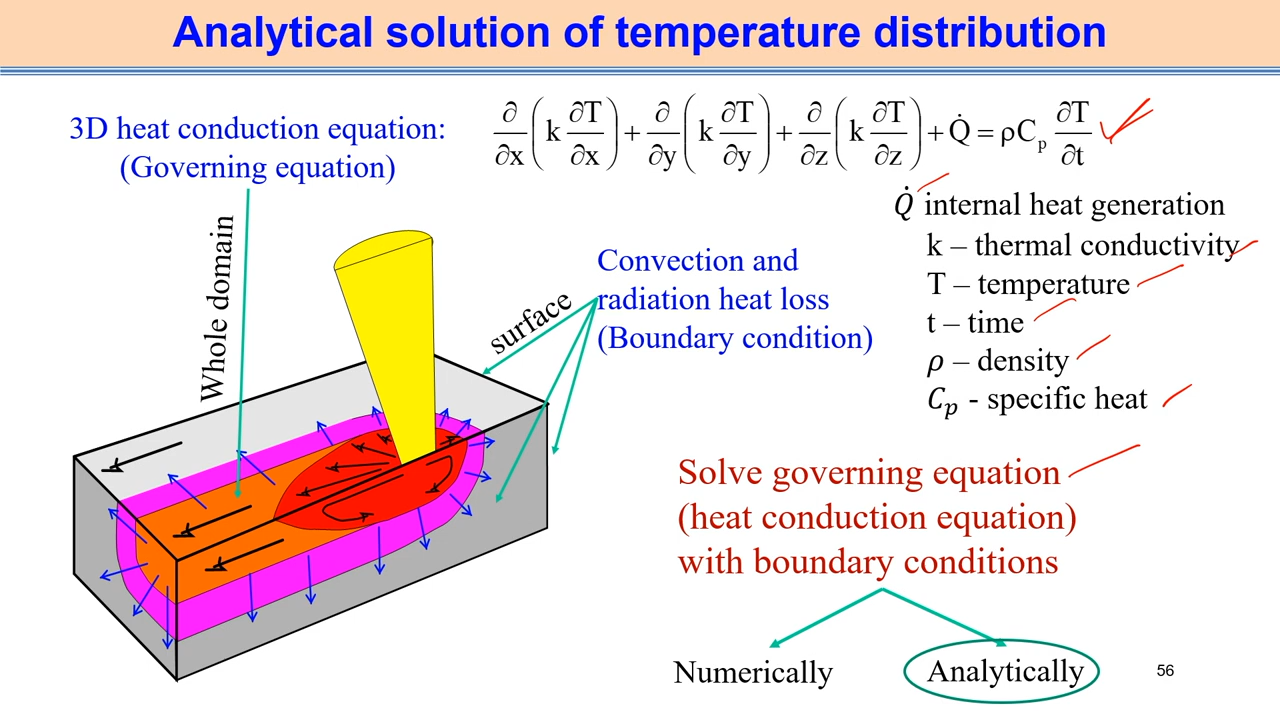 Analytical solution of temperature distribution
3D heat conduction equation:
(Governing equation)
∂/∂x (k ∂T/∂x) + ∂/∂y (k ∂T/∂y) + ∂/∂z (k ∂T/∂z) + Q̇ = ρCp ∂T/∂t
Q̇ internal heat generation
k – thermal conductivity
T – temperature
t – time
ρ – density
Cp - specific heat
Whole domain
surface
Convection and
radiation heat loss
(Boundary condition)
Solve governing equation
(heat conduction equation)
with boundary conditions
Numerically
Analytically
56